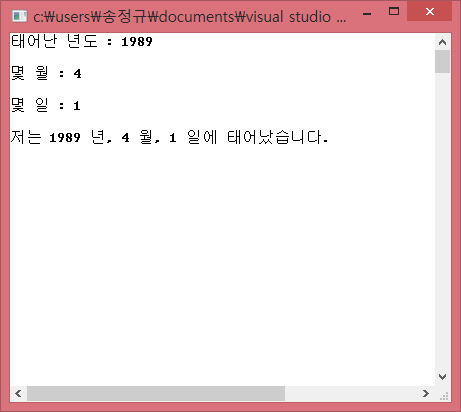 c:₩users₩송정규₩documents₩visual studio ...
태어난 년도 : 1989
몇 월 : 4
몇 일 : 1
저는 1989 년, 4 월, 1 일에 태어났습니다.